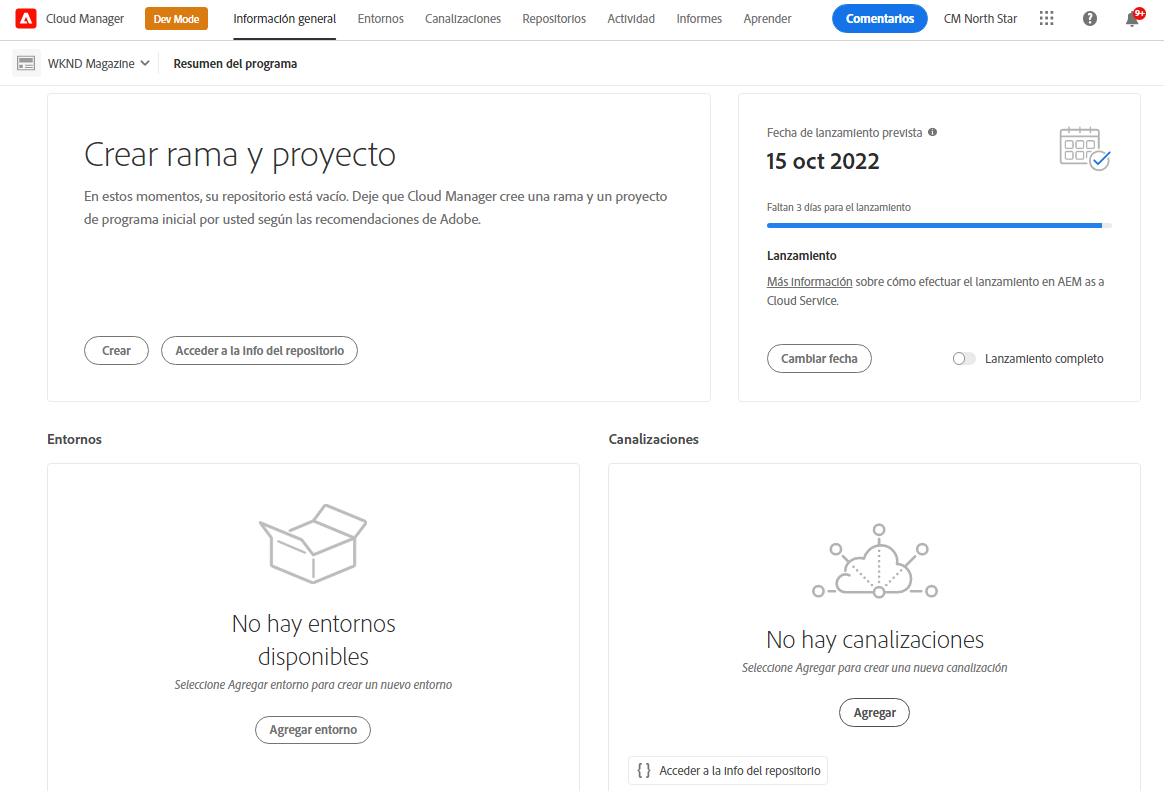 Cloud Manager
Dev Mode
Información general
Entornos
Canalizaciones
Repositorios
Actividad
Informes
Aprender
Comentarios
CM North Star
9+
WKND Magazine
Resumen del programa
Crear rama y proyecto
En estos momentos, su repositorio está vacío. Deje que Cloud Manager cree una rama y un proyecto
de programa inicial por usted según las recomendaciones de Adobe.
Crear
Acceder a la info del repositorio
Fecha de lanzamiento prevista
15 oct 2022
Faltan 3 días para el lanzamiento
Lanzamiento
Más información sobre cómo efectuar el lanzamiento en AEM as a
Cloud Service.
Cambiar fecha
Lanzamiento completo
Entornos
No hay entornos
disponibles
Seleccione Agregar entorno para crear un nuevo entorno
Agregar entorno
Canalizaciones
No hay canalizaciones
Seleccione Agregar para crear una nueva canalización
Agregar
{ } Acceder a la info del repositorio